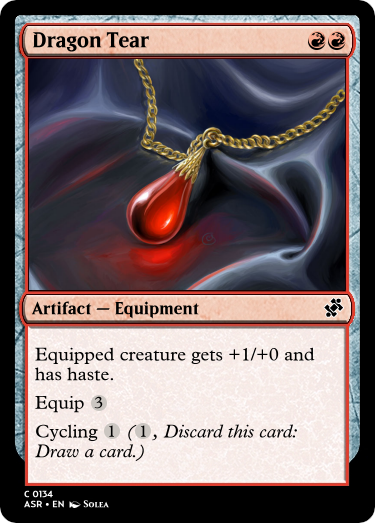 Dragon Tear
Artifact — Equipment
Equipped creature gets +1/+0 and
has haste.
Equip 3
Cycling 1 (1, Discard this card:
Draw a card.)
C 0134
ASR • EN Solea